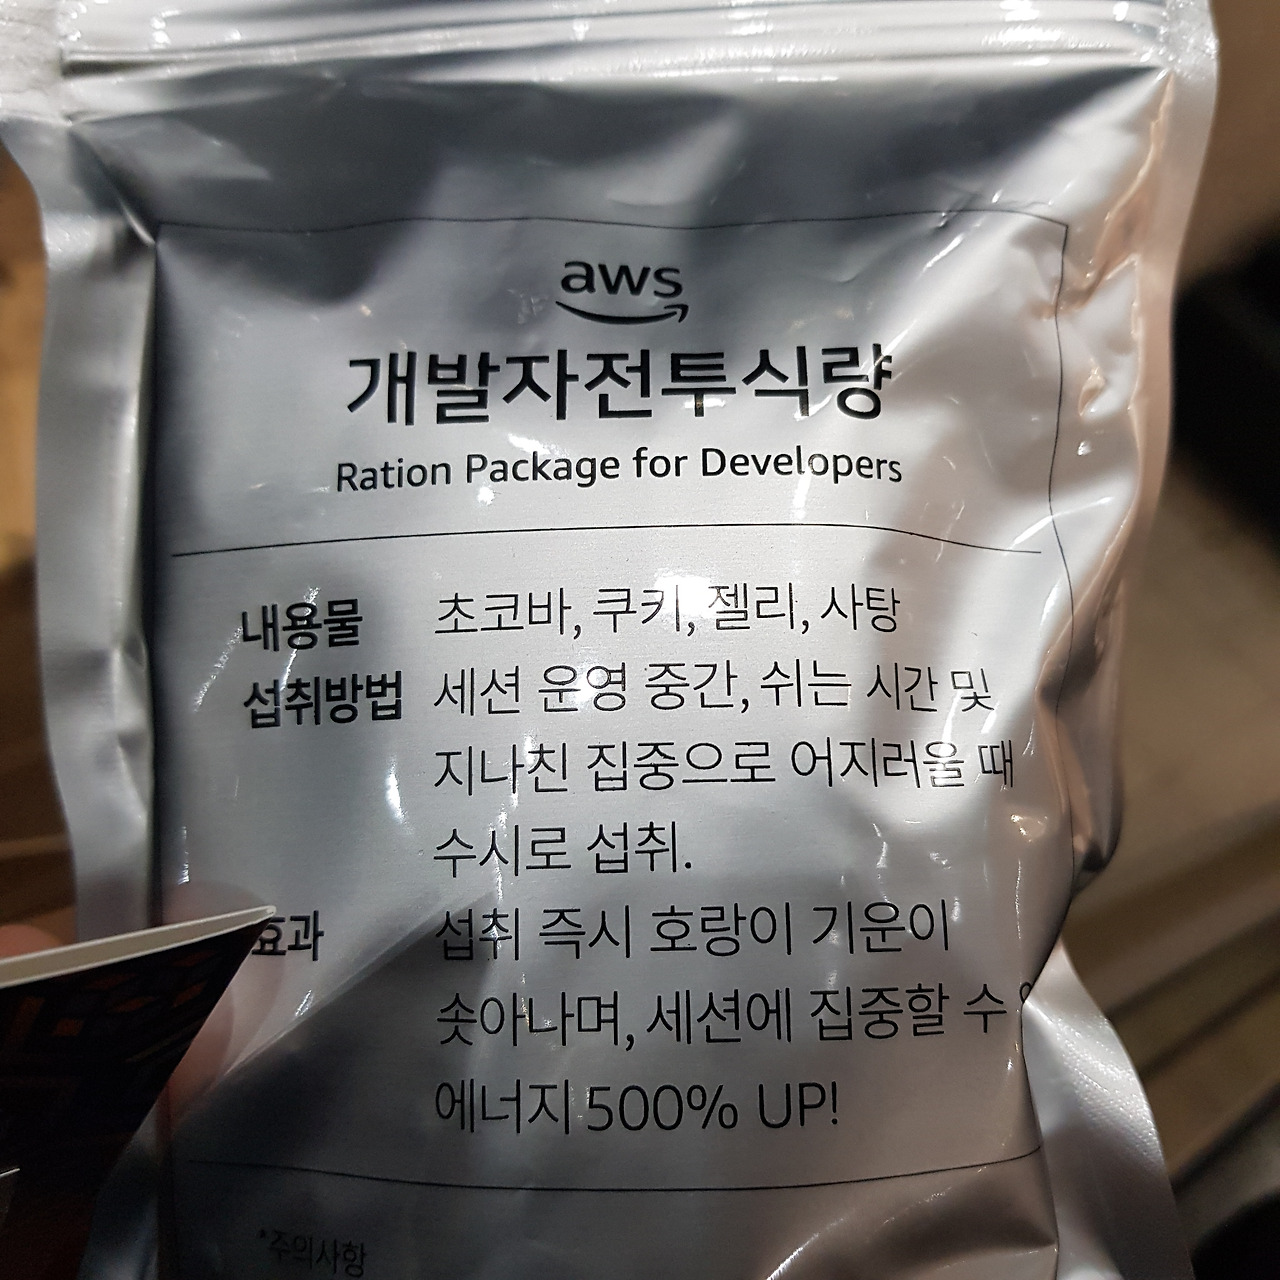 aws
개발자전투식량
Ration Package for Developers
내용물 초코바, 쿠키, 젤리, 사탕
섭취방법 세션 운영 중간, 쉬는 시간 및
지나친 집중으로 어지러울 때
수시로 섭취.
효과 섭취 즉시 호랑이 기운이
솟아나며, 세션에 집중할 수
에너지 500% UP!
*주의사항